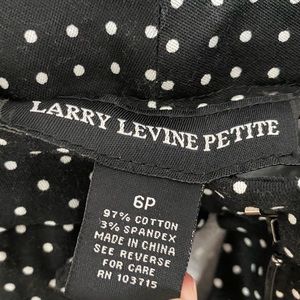 LARRY LEVINE PETITE
6P
97% COTTON
3% SPANDEX
MADE IN CHINA
SEE REVERSE
FOR CARE
RN 103715